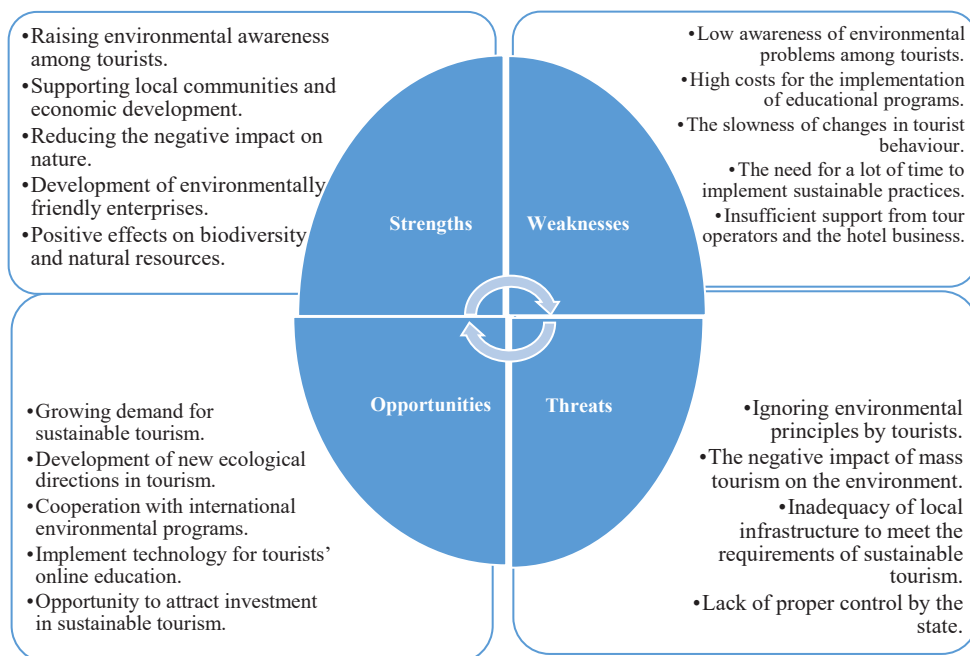 •Raising environmental awareness
among tourists.
•Supporting local communities and
economic development.
•Reducing the negative impact on
nature.
•Development of environmentally
friendly enterprises.
•Positive effects on biodiversity
and natural resources.
•Low awareness of environmental
problems among tourists.
•High costs for the implementation
of educational programs.
•The slowness of changes in tourist
behaviour.
•The need for a lot of time to
implement sustainable practices.
•Insufficient support from tour
operators and the hotel business.
Strengths
Weaknesses
Opportunities
Threats
•Growing demand for
sustainable tourism.
•Development of new ecological
directions in tourism.
•Cooperation with international
environmental programs.
•Implement technology for tourists’
online education.
•Opportunity to attract investment
in sustainable tourism.
•Ignoring environmental
principles by tourists.
•The negative impact of mass
tourism on the environment.
•Inadequacy of local
infrastructure to meet the
requirements of sustainable
tourism.
•Lack of proper control by the
state.